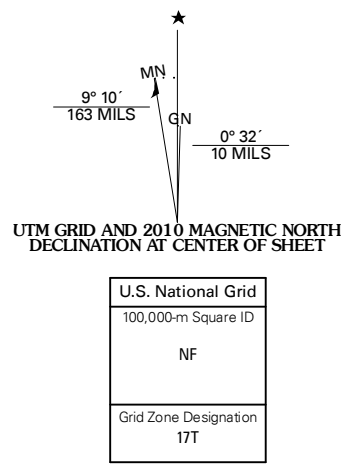 MN
9° 10´
163 MILS
GN
0° 32´
10 MILS
UTM GRID AND 2010 MAGNETIC NORTH
DECLINATION AT CENTER OF SHEET
U.S. National Grid
100,000-m Square ID
NF
Grid Zone Designation
17T